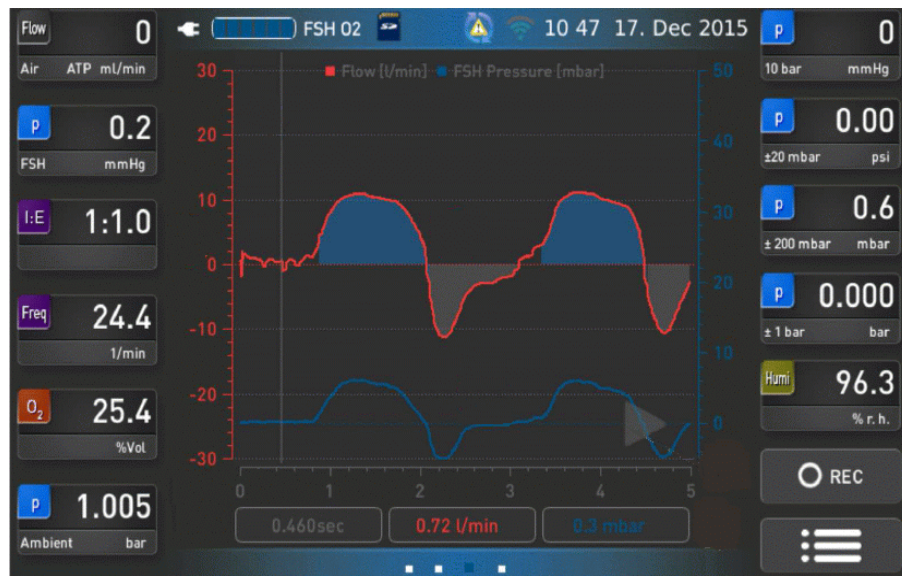 FSH O2 10 47 17. Dec 2015
Flow 0
Air ATP ml/min
p 0.2
FSH mmHg
I:E 1:1.0
Freq 24.4
1/min
O2 25.4
%Vol
p 1.005
Ambient bar
Flow [l/min] FSH Pressure [mbar]
30
20
10
0
-10
-20
-30
50
40
30
20
10
0
0 1 2 3 4 5
0.460sec 0.72 l/min 0.3 mbar
p 0
10 bar mmHg
p 0.00
±20 mbar psi
p 0.6
± 200 mbar mbar
p 0.000
± 1 bar bar
Humi 96.3
% r. h.
REC